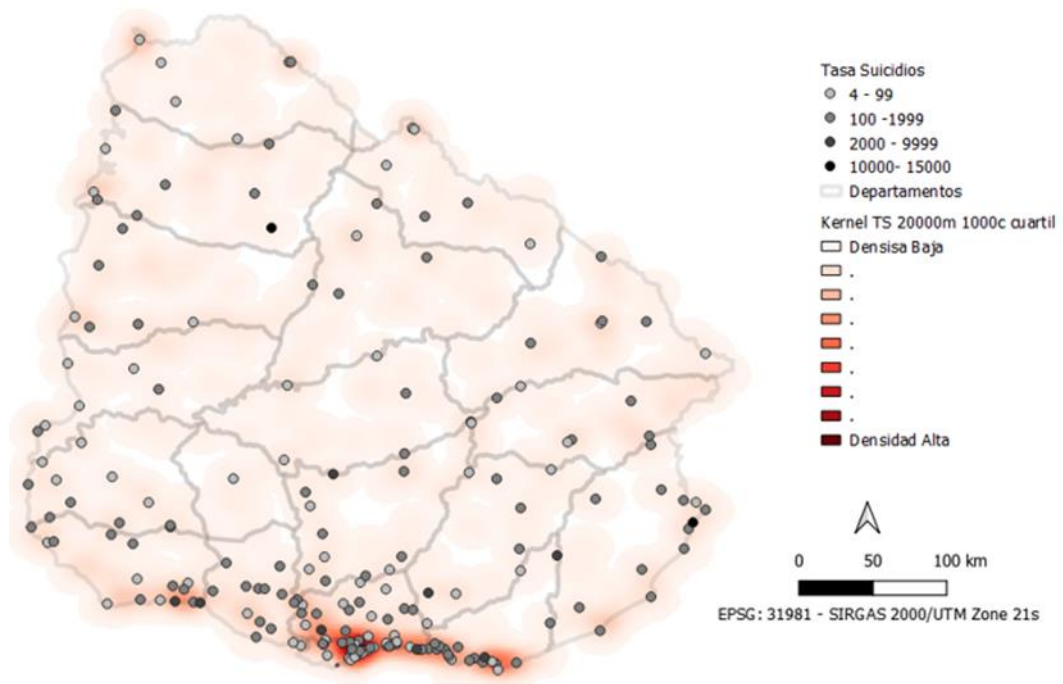 Tasa Suicidios
4 - 99
100 -1999
2000 - 9999
10000- 15000
Departamentos
Kernel TS 20000m 1000c cuartil
Densisa Baja
.
.
.
.
.
.
.
Densidad Alta
0 50 100 km
EPSG: 31981 - SIRGAS 2000/UTM Zone 21s